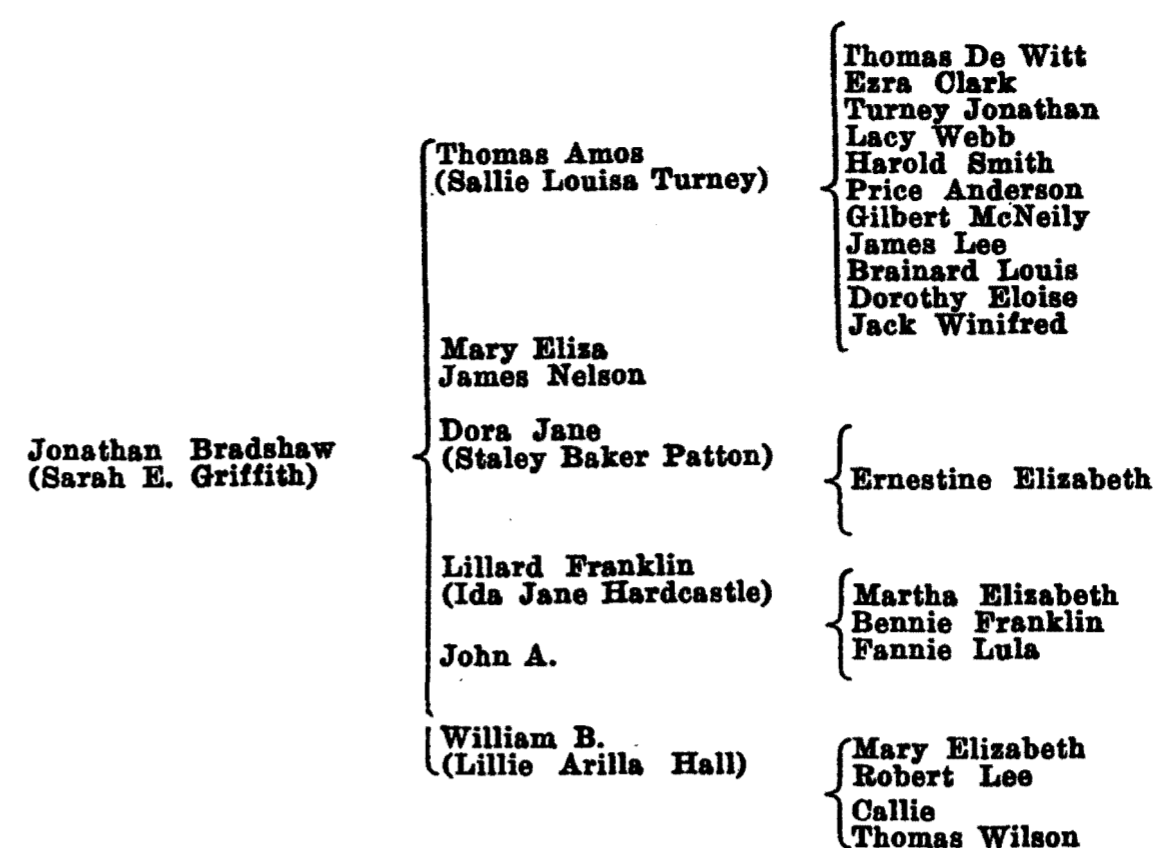 Jonathan Bradshaw
(Sarah E. Griffith)
Thomas Amos
(Sallie Louisa Turney)
Mary Eliza
James Nelson
Dora Jane
(Staley Baker Patton)
Lillard Franklin
(Ida Jane Hardcastle)
John A.
William B.
(Lillie Arilla Hall)
Thomas De Witt
Ezra Clark
Turney Jonathan
Lacy Webb
Harold Smith
Price Anderson
Gilbert McNeily
James Lee
Brainard Louis
Dorothy Eloise
Jack Winifred
Ernestine Elizabeth
Martha Elizabeth
Bennie Franklin
Fannie Lula
Mary Elizabeth
Robert Lee
Callie
Thomas Wilson